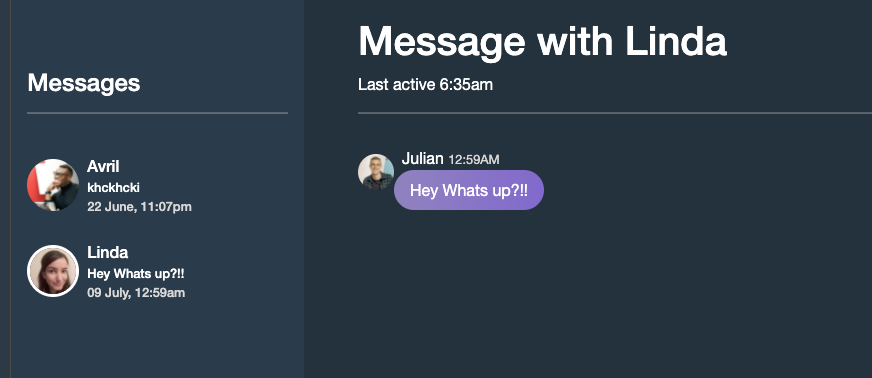 Messages
Avril
khckhcki
22 June, 11:07pm
Linda
Hey Whats up?!!
09 July, 12:59am
Message with Linda
Last active 6:35am
Julian 12:59AM
Hey Whats up?!!